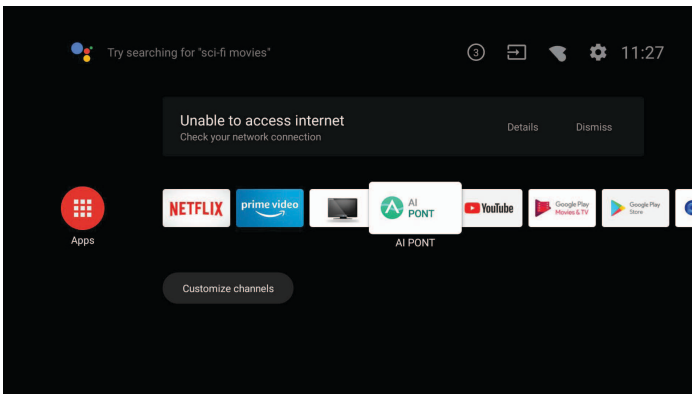 Try searching for "sci-fi movies"
3
11:27
Unable to access internet
Check your network connection
Details
Dismiss
NETFLIX
prime video
AI
PONT
YouTube
Google Play
Movies & TV
Google Play
Store
Apps
AI PONT
Customize channels